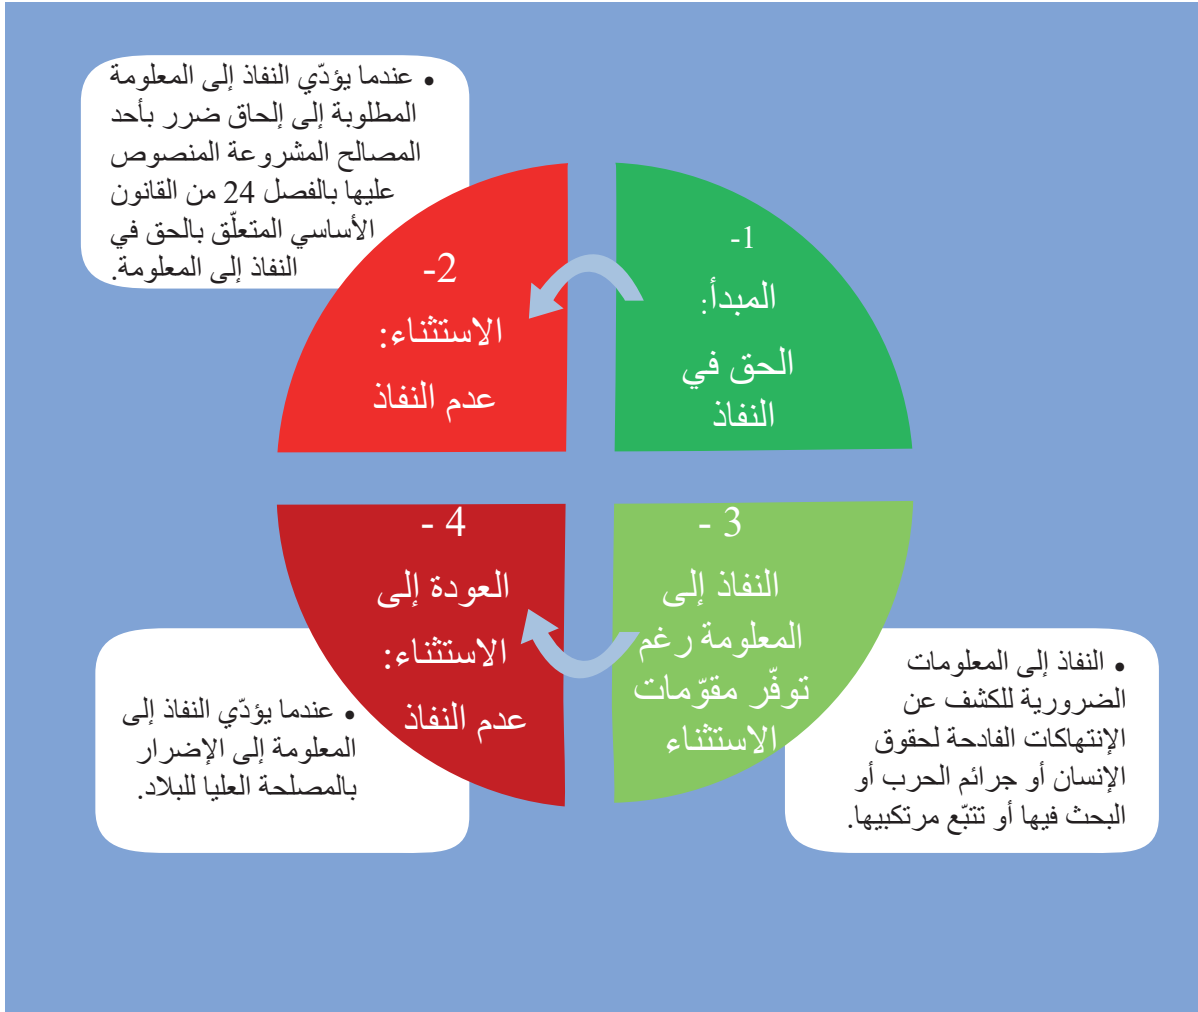 -1
المبدأ:
الحق في
النفاذ
• عندما يؤدّي النفاذ إلى المعلومة
المطلوبة إلى إلحاق ضرر بأحد
المصالح المشروعة المنصوص
عليها بالفصل 24 من القانون
الأساسي المتعلّق بالحق في
النفاذ إلى المعلومة.
-2
الاستثناء:
عدم النفاذ
- 3
النفاذ إلى
المعلومة رغم
توفّر مقوّمات
الاستثناء
• النفاذ إلى المعلومات
الضرورية للكشف عن
الإنتهاكات الفادحة لحقوق
الإنسان أو جرائم الحرب أو
البحث فيها أو تتبّع مرتكبيها.
- 4
العودة إلى
الاستثناء:
عدم النفاذ
• عندما يؤدّي النفاذ إلى
المعلومة إلى الإضرار
بالمصلحة العليا للبلاد.